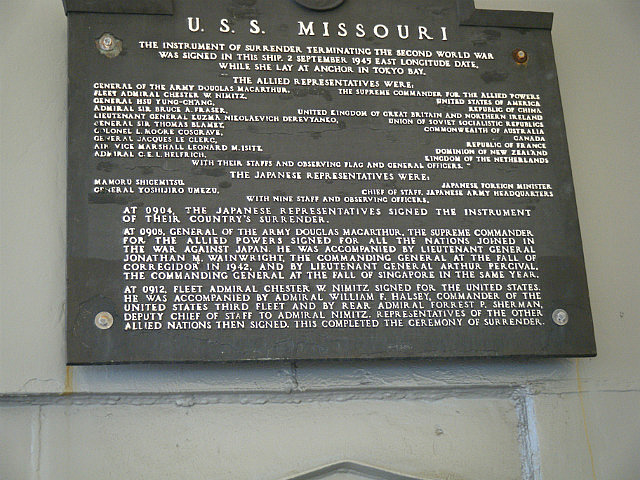 U.S.S. MISSOURI
THE INSTRUMENT OF SURRENDER TERMINATING THE SECOND WORLD WAR
WAS SIGNED IN THIS SHIP, 2 SEPTEMBER 1945 EAST LONGITUDE DATE,
WHILE SHE LAY AT ANCHOR IN TOKYO BAY.
THE ALLIED REPRESENTATIVES WERE:
GENERAL OF THE ARMY DOUGLAS MACARTHUR, THE SUPREME COMMANDER FOR THE ALLIED POWERS
FLEET ADMIRAL CHESTER W. NIMITZ, UNITED STATES OF AMERICA
GENERAL HSU YUNG-CHANG, REPUBLIC OF CHINA
ADMIRAL SIR BRUCE A. FRASER, UNITED KINGDOM OF GREAT BRITAIN AND NORTHERN IRELAND
LIEUTENANT GENERAL KUZMA NIKOLAEVICH DEREVYANKO, UNION OF SOVIET SOCIALISTIC REPUBLICS
GENERAL SIR THOMAS BLAMEY, COMMONWEALTH OF AUSTRALIA
COLONEL L. MOORE COSGRAVE, CANADA
GENERAL JACQUES LE CLERC, REPUBLIC OF FRANCE
AIR VICE MARSHALL LEONARD M. ISITT, DOMINION OF NEW ZEALAND
ADMIRAL C.E.L. HELFRICH, KINGDOM OF THE NETHERLANDS
WITH THEIR STAFFS AND OBSERVING FLAG AND GENERAL OFFICERS.
THE JAPANESE REPRESENTATIVES WERE:
MAMORU SHIGEMITSU, JAPANESE FOREIGN MINISTER
GENERAL YOSHIJIRO UMEZU, CHIEF OF STAFF, JAPANESE ARMY HEADQUARTERS
WITH NINE STAFF AND OBSERVING OFFICERS.
AT 0904, THE JAPANESE REPRESENTATIVES SIGNED THE INSTRUMENT
OF THEIR COUNTRY'S SURRENDER.
AT 0908, GENERAL OF THE ARMY DOUGLAS MACARTHUR, THE SUPREME COMMANDER
FOR THE ALLIED POWERS SIGNED FOR ALL THE NATIONS JOINED IN
THE WAR AGAINST JAPAN. HE WAS ACCOMPANIED BY LIEUTENANT GENERAL
JONATHAN M. WAINWRIGHT, THE COMMANDING GENERAL AT THE FALL OF
CORREGIDOR IN 1942, AND BY LIEUTENANT GENERAL ARTHUR PERCIVAL,
THE COMMANDING GENERAL AT THE FALL OF SINGAPORE IN THE SAME YEAR.
AT 0912, FLEET ADMIRAL CHESTER W. NIMITZ SIGNED FOR THE UNITED STATES.
HE WAS ACCOMPANIED BY ADMIRAL WILLIAM F. HALSEY, COMMANDER OF THE
UNITED STATES THIRD FLEET AND BY REAR ADMIRAL FORREST P. SHERMAN,
DEPUTY CHIEF OF STAFF TO ADMIRAL NIMITZ. REPRESENTATIVES OF THE OTHER
ALLIED NATIONS THEN SIGNED. THIS COMPLETED THE CEREMONY OF SURRENDER.